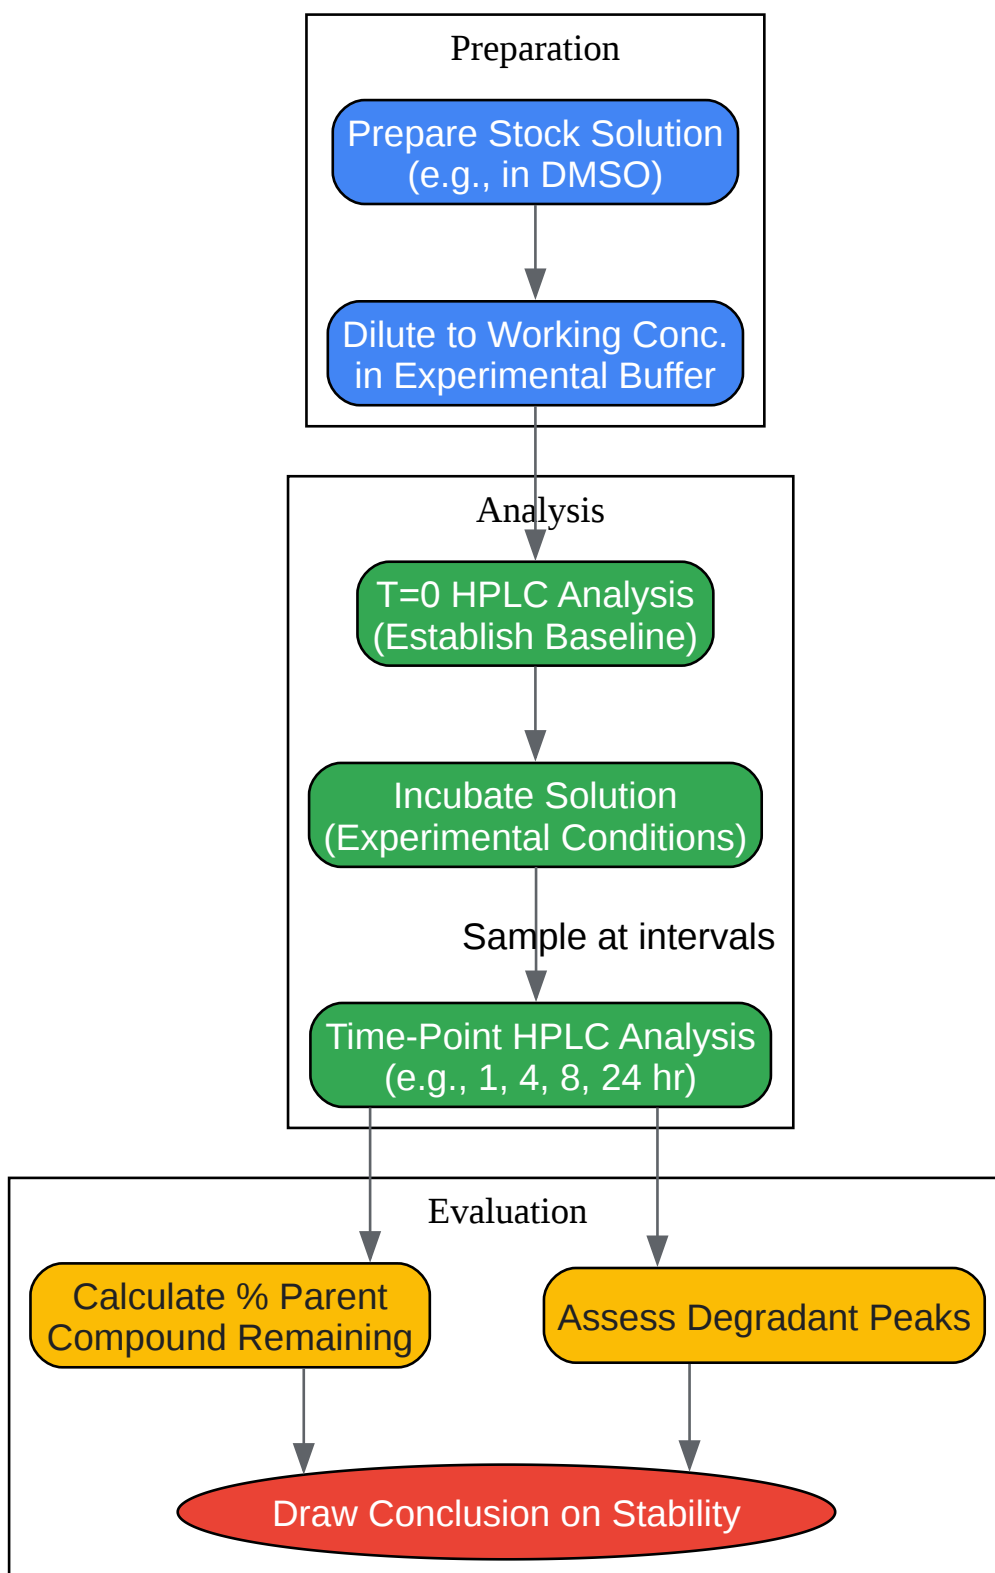 Preparation
Prepare Stock Solution
(e.g., in DMSO)
Dilute to Working Conc.
in Experimental Buffer
Analysis
T=0 HPLC Analysis
(Establish Baseline)
Incubate Solution
(Experimental Conditions)
Sample at intervals
Time-Point HPLC Analysis
(e.g., 1, 4, 8, 24 hr)
Evaluation
Calculate % Parent
Compound Remaining
Assess Degradant Peaks
Draw Conclusion on Stability